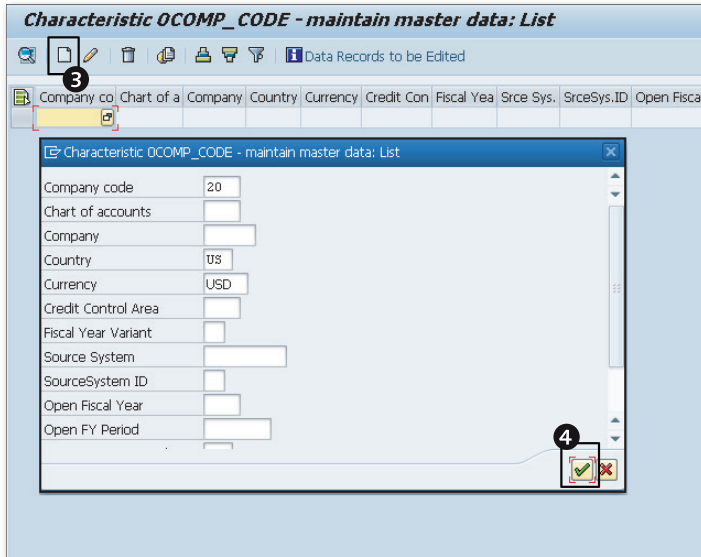 Characteristic 0COMP_CODE - maintain master data: List
Data Records to be Edited
3
Company co Chart of a Company Country Currency Credit Con Fiscal Yea Srce Sys. SrceSys.ID Open Fisca
Characteristic 0COMP_CODE - maintain master data: List
Company code 20
Chart of accounts
Company
Country US
Currency USD
Credit Control Area
Fiscal Year Variant
Source System
SourceSystem ID
Open Fiscal Year
Open FY Period
4